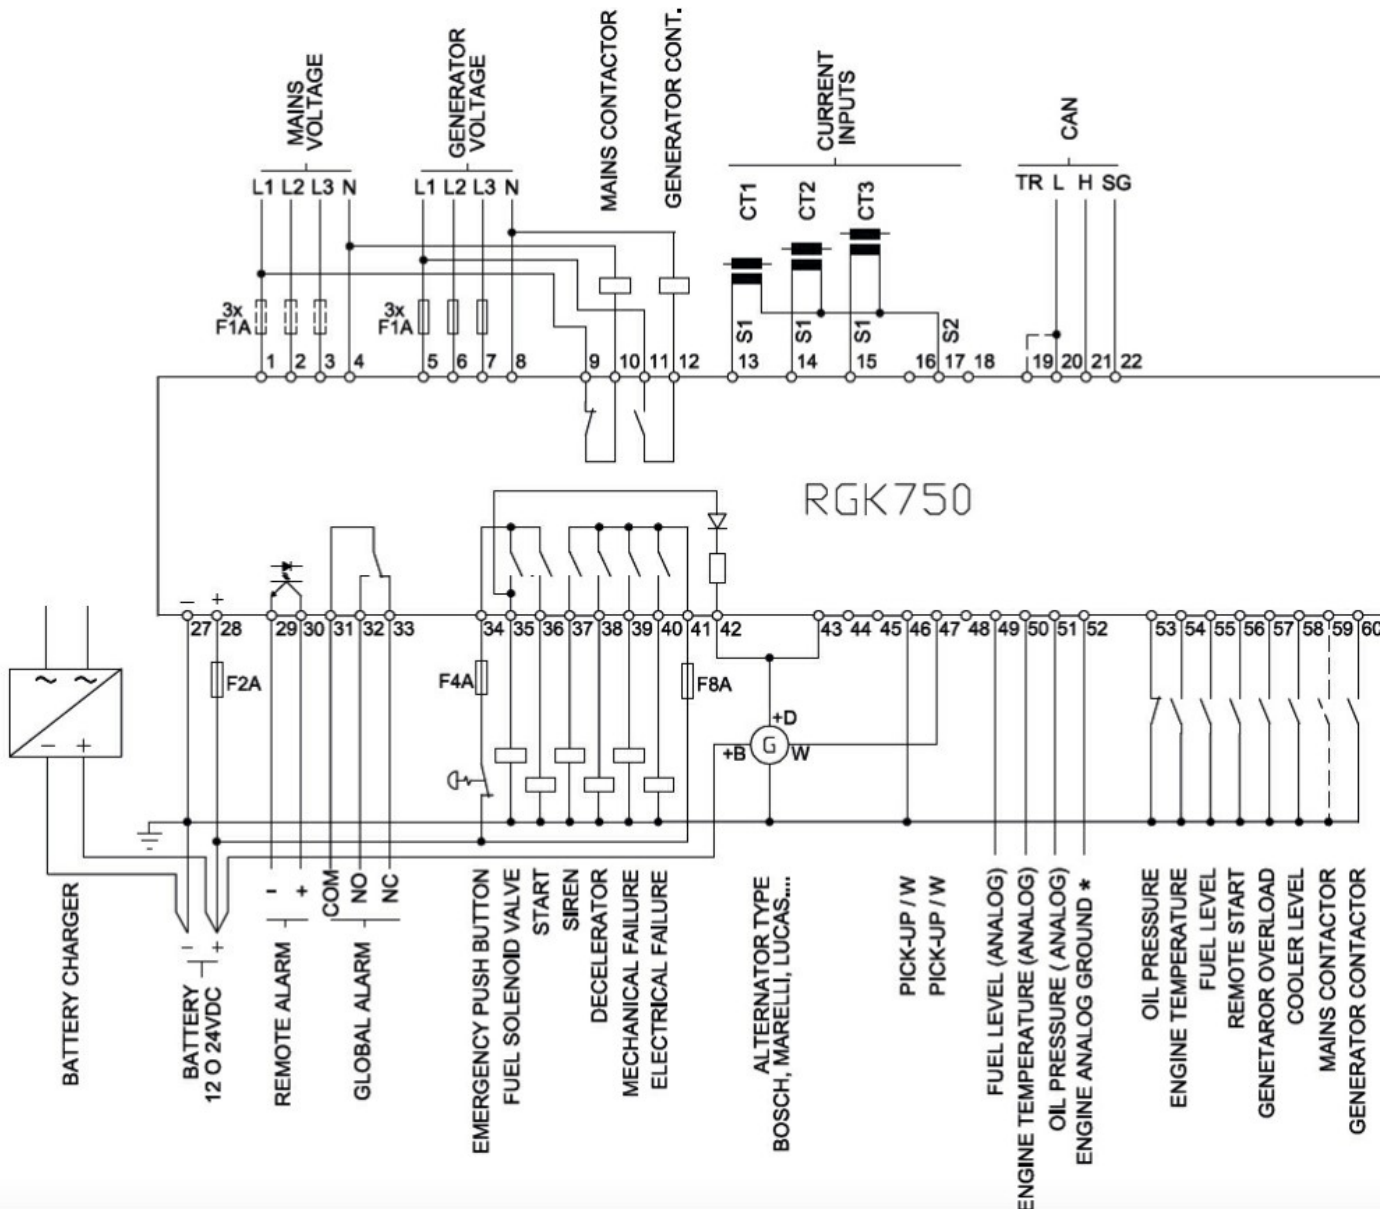 MAINS
VOLTAGE
GENERATOR
VOLTAGE
MAINS CONTACTOR
GENERATOR CONT.
CURRENT
INPUTS
CAN
L1 L2 L3 N
L1 L2 L3 N
CT1
CT2
CT3
TR L H SG
3x
F1A
3x
F1A
S1
S1
S1
S2
1 2 3 4 5 6 7 8 9 10 11 12 13 14 15 16 17 18 19 20 21 22
RGK750
− +
27 28 29 30 31 32 33 34 35 36 37 38 39 40 41 42 43 44 45 46 47 48 49 50 51 52 53 54 55 56 57 58 59 60
~ ~
− +
F2A
F4A
F8A
+D
+B G W
BATTERY CHARGER
- +
BATTERY
12 O 24VDC
- +
REMOTE ALARM
COM
NO
NC
GLOBAL ALARM
EMERGENCY PUSH BUTTON
FUEL SOLENOID VALVE
START
SIREN
DECELERATOR
MECHANICAL FAILURE
ELECTRICAL FAILURE
ALTERNATOR TYPE
BOSCH, MARELLI, LUCAS....
PICK-UP / W
PICK-UP / W
FUEL LEVEL (ANALOG)
ENGINE TEMPERATURE (ANALOG)
OIL PRESSURE ( ANALOG)
ENGINE ANALOG GROUND *
OIL PRESSURE
ENGINE TEMPERATURE
FUEL LEVEL
REMOTE START
GENETAROR OVERLOAD
COOLER LEVEL
MAINS CONTACTOR
GENERATOR CONTACTOR